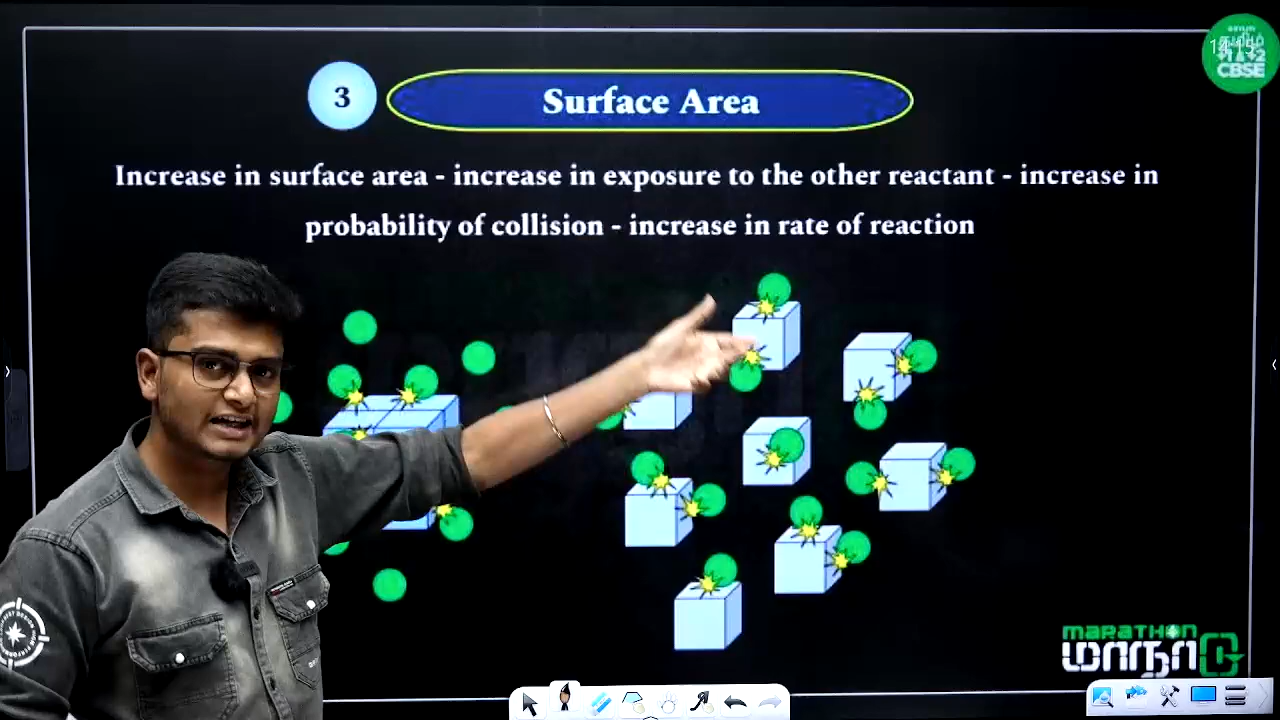 3
Surface Area
Increase in surface area - increase in exposure to the other reactant - increase in
probability of collision - increase in rate of reaction
CBSE
MARATHON